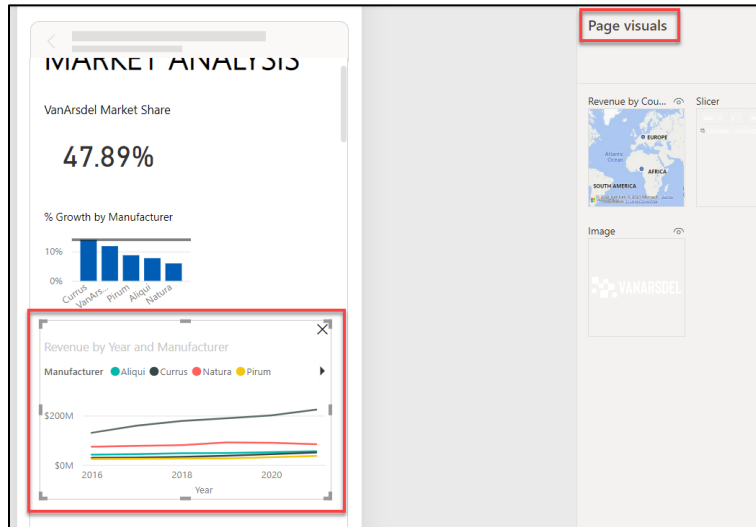 Page visuals
MARKET ANALYSIS
VanArsdel Market Share
47.89%
% Growth by Manufacturer
10%
0%
Currus
VanArs...
Pirum
Aliqui
Natura
Revenue by Year and Manufacturer
Manufacturer Aliqui Currus Natura Pirum
$200M
$0M
2016 2018 2020
Year
Revenue by Cou... Slicer
EUROPE
Atlantic
Ocean
AFRICA
SOUTH AMERICA
Image
VANARSDEL